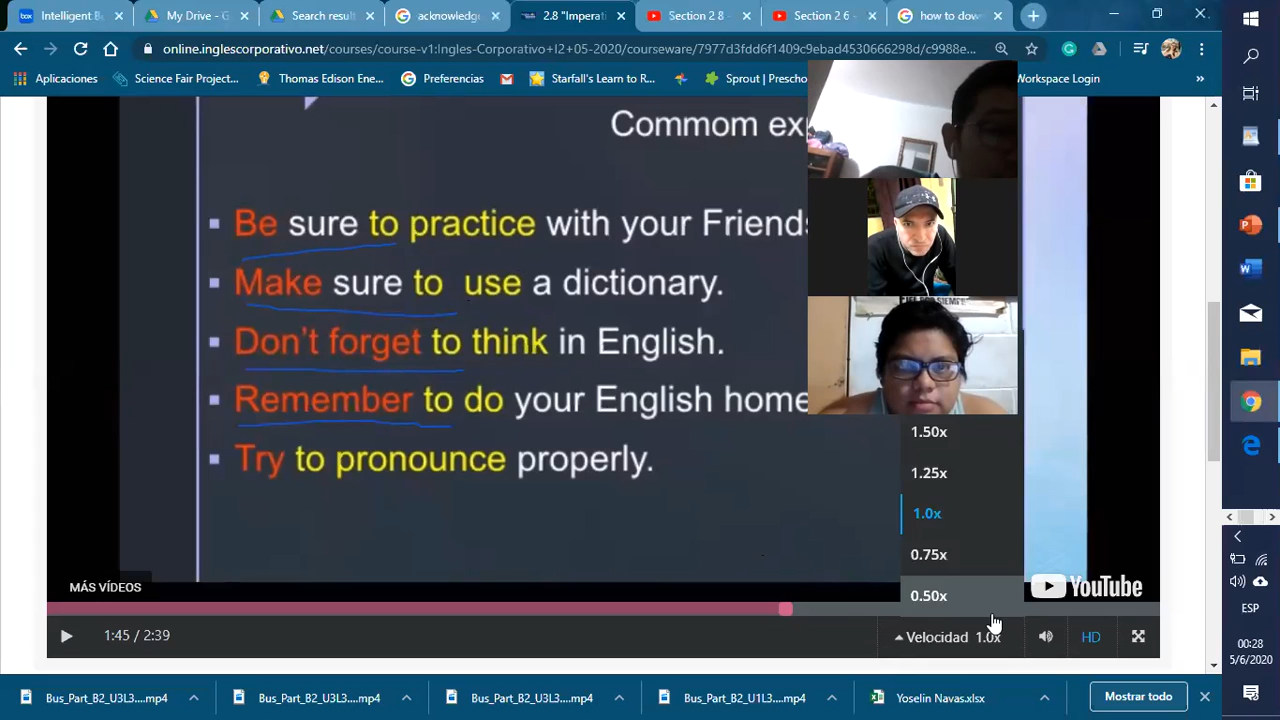 Intelligent B
My Drive - G
Search result
acknowledge
2.8 "Imperati
Section 2 8 -
Section 2 6 -
how to dow
online.inglescorporativo.net/courses/course-v1:Ingles-Corporativo+I2+05-2020/courseware/7977d3fdd6f1409c9ebad4530666298d/c9988e...
Aplicaciones
Science Fair Project...
Thomas Edison Ene...
Preferencias
Starfall's Learn to R...
Sprout | Prescho
Workspace Login
»
Commom ex
▪ Be sure to practice with your Friends
▪ Make sure to use a dictionary.
▪ Don't forget to think in English.
▪ Remember to do your English home
▪ Try to pronounce properly.
1.50x
1.25x
1.0x
0.75x
0.50x
MÁS VÍDEOS
YouTube
1:45 / 2:39
Velocidad 1.0x
HD
ESP
00:28
5/6/2020
Bus_Part_B2_U3L3....mp4
Bus_Part_B2_U3L3....mp4
Bus_Part_B2_U3L3....mp4
Bus_Part_B2_U1L3....mp4
Yoselin Navas.xlsx
Mostrar todo